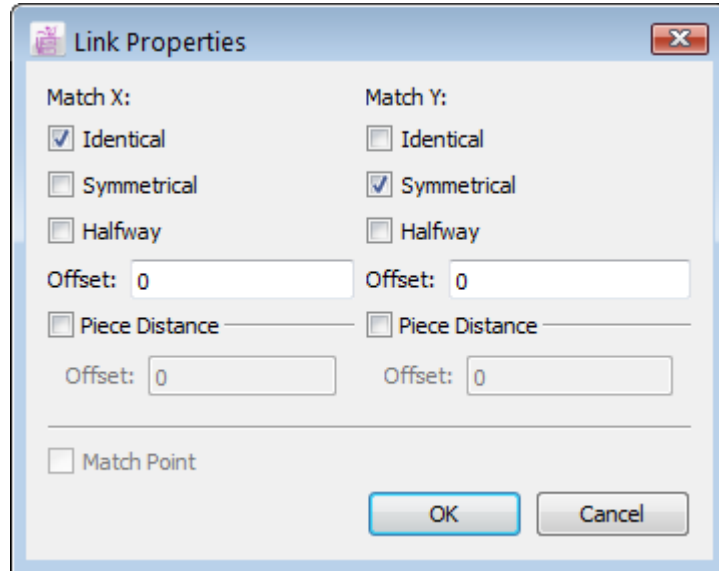 Link Properties
Match X: Match Y:
Identical Identical
Symmetrical Symmetrical
Halfway Halfway
Offset: 0 Offset: 0
Piece Distance Piece Distance
Offset: 0 Offset: 0
Match Point
OK Cancel